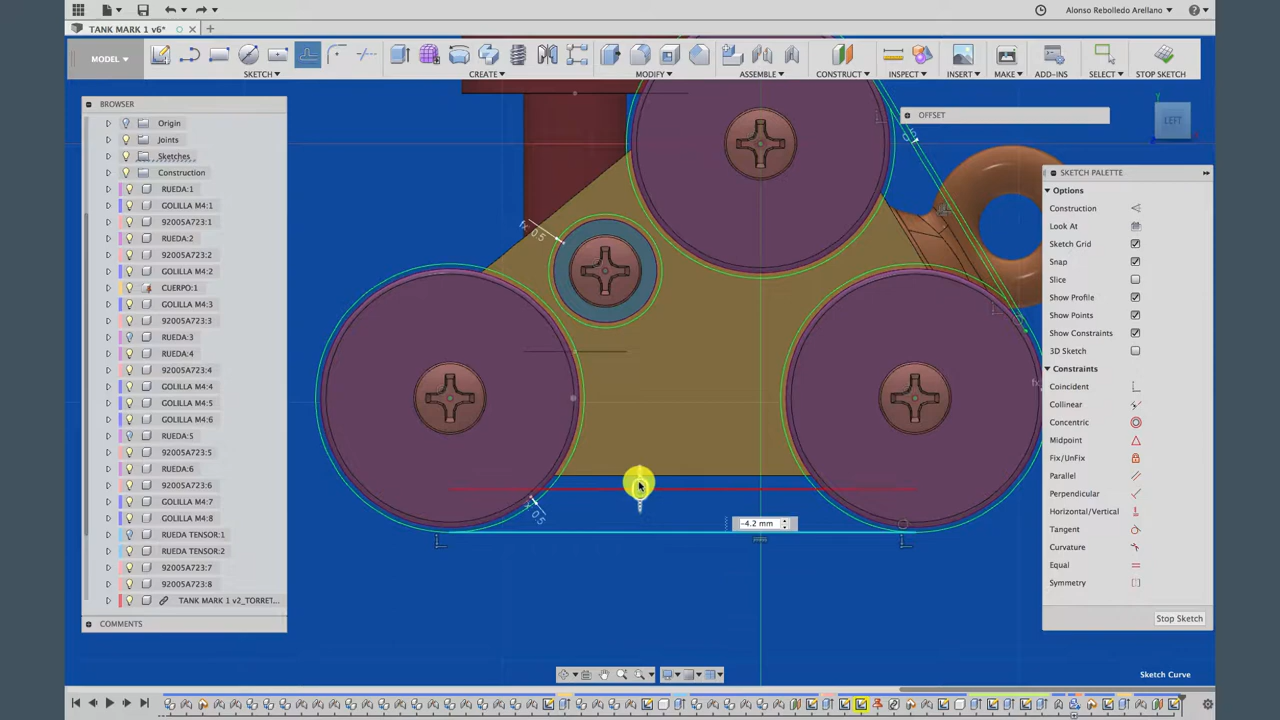 Alonso Rebolledo Arellano
TANK MARK 1 v6*
MODEL
SKETCH
CREATE
MODIFY
ASSEMBLE
CONSTRUCT
INSPECT
INSERT
MAKE
ADD-INS
SELECT
STOP SKETCH
BROWSER
Origin
Joints
Sketches
Construction
RUEDA:1
GOLILLA M4:1
92005A723:1
RUEDA:2
92005A723:2
GOLILLA M4:2
CUERPO:1
GOLILLA M4:3
92005A723:3
RUEDA:3
RUEDA:4
92005A723:4
GOLILLA M4:4
GOLILLA M4:5
GOLILLA M4:6
RUEDA:5
92005A723:5
RUEDA:6
92005A723:6
GOLILLA M4:7
GOLILLA M4:8
RUEDA TENSOR:1
RUEDA TENSOR:2
92005A723:7
92005A723:8
TANK MARK 1 v2_TORRET...
COMMENTS
fx: 0.5
-4.2 mm
OFFSET
LEFT
SKETCH PALETTE
Options
Construction
Look At
Sketch Grid
Snap
Slice
Show Profile
Show Points
Show Constraints
3D Sketch
Constraints
Coincident
Collinear
Concentric
Midpoint
Fix/UnFix
Parallel
Perpendicular
Horizontal/Vertical
Tangent
Curvature
Equal
Symmetry
Stop Sketch
Sketch Curve